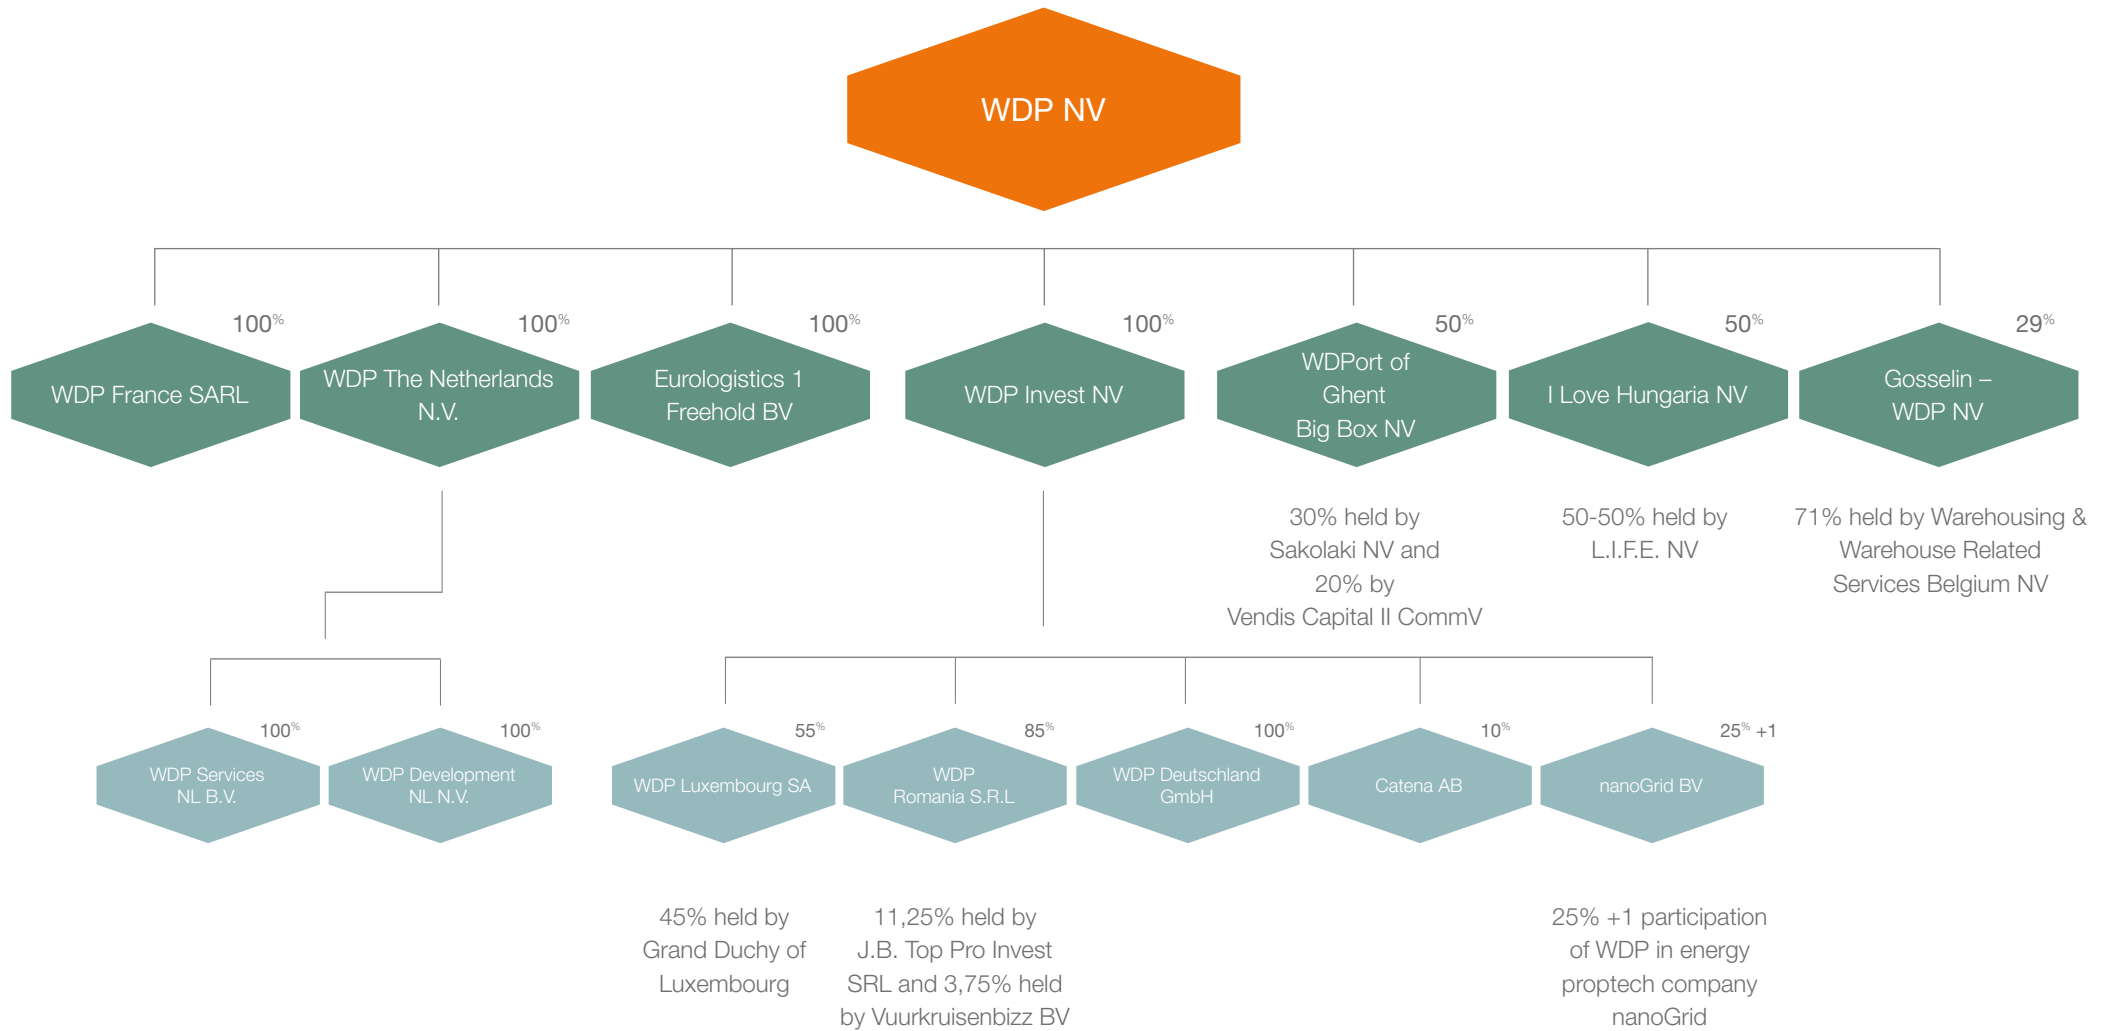 WDP NV
100%
WDP France SARL
100%
WDP The Netherlands
N.V.
100%
Eurologistics 1
Freehold BV
100%
WDP Invest NV
50%
WDPort of
Ghent
Big Box NV
50%
I Love Hungaria NV
29%
Gosselin –
WDP NV
30% held by
Sakolaki NV and
20% by
Vendis Capital II CommV
50-50% held by
L.I.F.E. NV
71% held by Warehousing &
Warehouse Related
Services Belgium NV
100%
WDP Services
NL B.V.
100%
WDP Development
NL N.V.
55%
WDP Luxembourg SA
85%
WDP
Romania S.R.L
100%
WDP Deutschland
GmbH
10%
Catena AB
25% +1
nanoGrid BV
45% held by
Grand Duchy of
Luxembourg
11,25% held by
J.B. Top Pro Invest
SRL and 3,75% held
by Vuurkruisenbizz BV
25% +1 participation
of WDP in energy
proptech company
nanoGrid